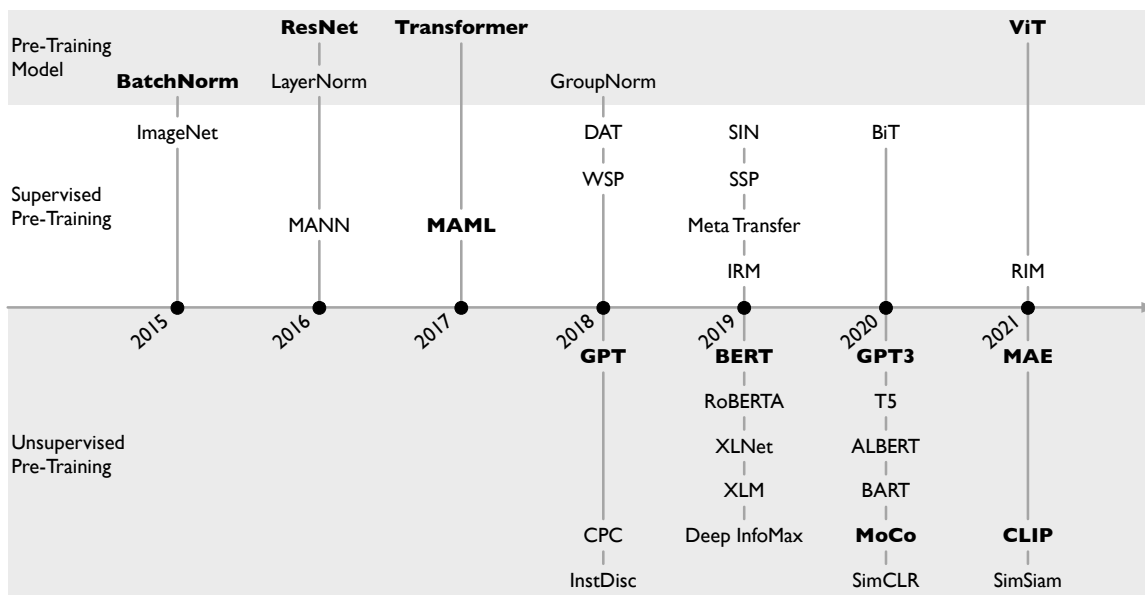 ResNet Transformer ViT
Pre-Training
Model
BatchNorm LayerNorm GroupNorm
ImageNet DAT SIN BiT
WSP SSP
Supervised
Pre-Training
MANN MAML Meta Transfer
IRM RIM
2015 2016 2017 2018 2019 2020 2021
GPT BERT GPT3 MAE
RoBERTA T5
Unsupervised
Pre-Training
XLNet ALBERT
XLM BART
CPC Deep InfoMax MoCo CLIP
InstDisc SimCLR SimSiam